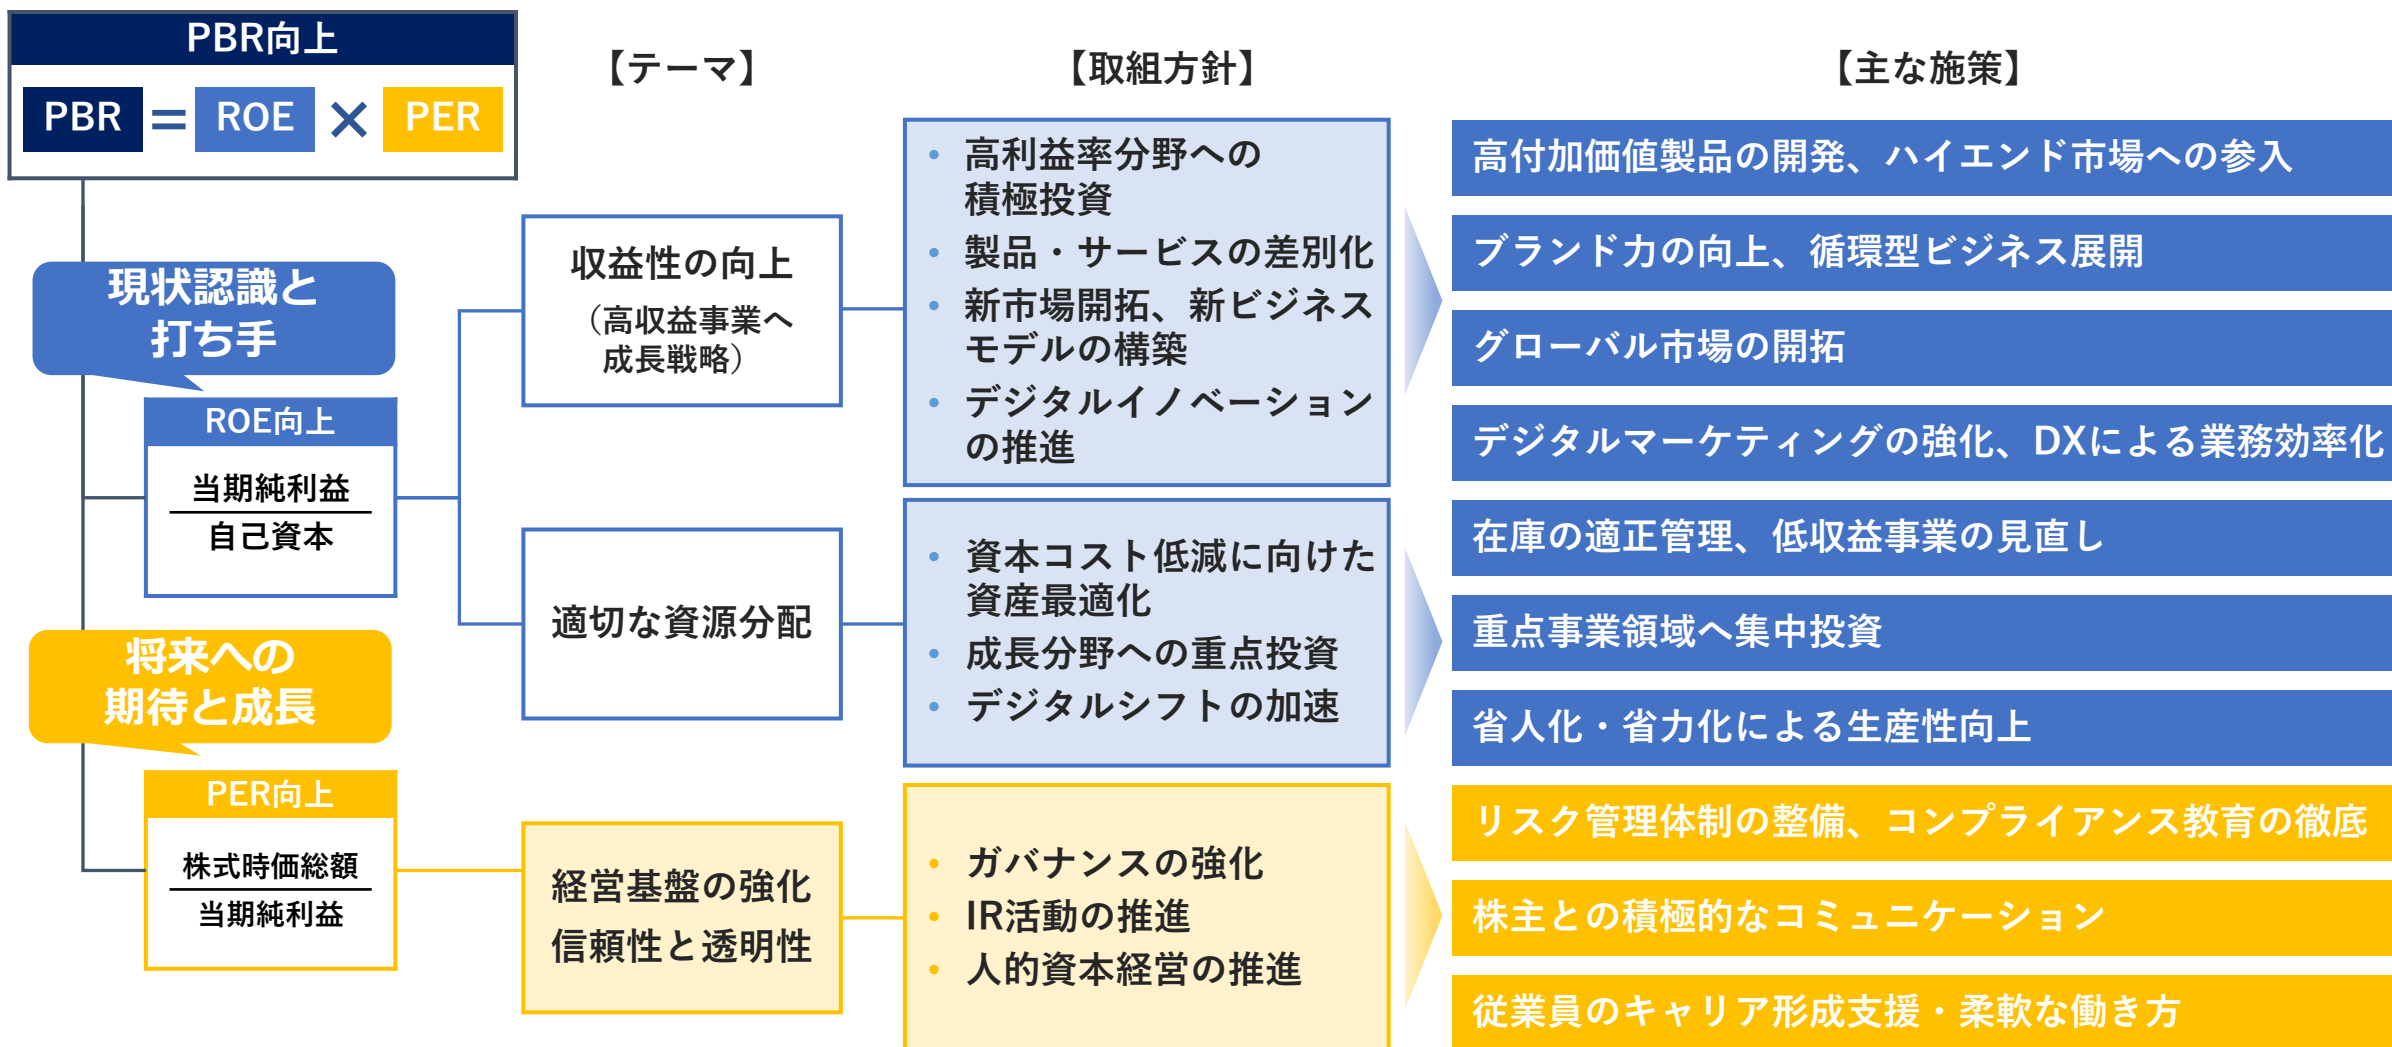 PBR向上
PBR = ROE × PER
【テーマ】
【取組方針】
【主な施策】
現状認識と
打ち手
ROE向上
当期純利益
自己資本
将来への
期待と成長
PER向上
株式時価総額
当期純利益
収益性の向上
（高収益事業へ
成長戦略）
適切な資源分配
経営基盤の強化
信頼性と透明性
• 高利益率分野への
積極投資
• 製品・サービスの差別化
• 新市場開拓、新ビジネス
モデルの構築
• デジタルイノベーション
の推進
• 資本コスト低減に向けた
資産最適化
• 成長分野への重点投資
• デジタルシフトの加速
• ガバナンスの強化
• IR活動の推進
• 人的資本経営の推進
高付加価値製品の開発、ハイエンド市場への参入
ブランド力の向上、循環型ビジネス展開
グローバル市場の開拓
デジタルマーケティングの強化、DXによる業務効率化
在庫の適正管理、低収益事業の見直し
重点事業領域へ集中投資
省人化・省力化による生産性向上
リスク管理体制の整備、コンプライアンス教育の徹底
株主との積極的なコミュニケーション
従業員のキャリア形成支援・柔軟な働き方